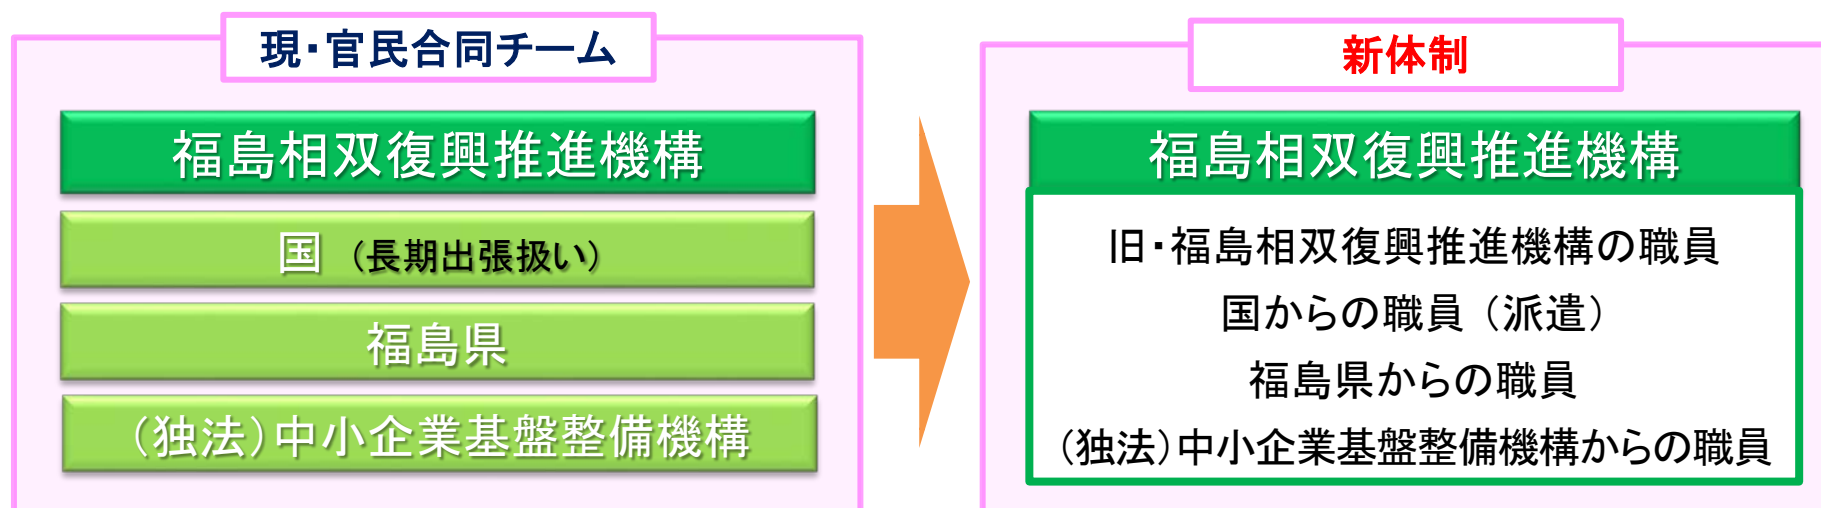 現・官民合同チーム
福島相双復興推進機構
国 （長期出張扱い）
福島県
（独法）中小企業基盤整備機構
新体制
福島相双復興推進機構
旧・福島相双復興推進機構の職員
国からの職員（派遣）
福島県からの職員
（独法）中小企業基盤整備機構からの職員